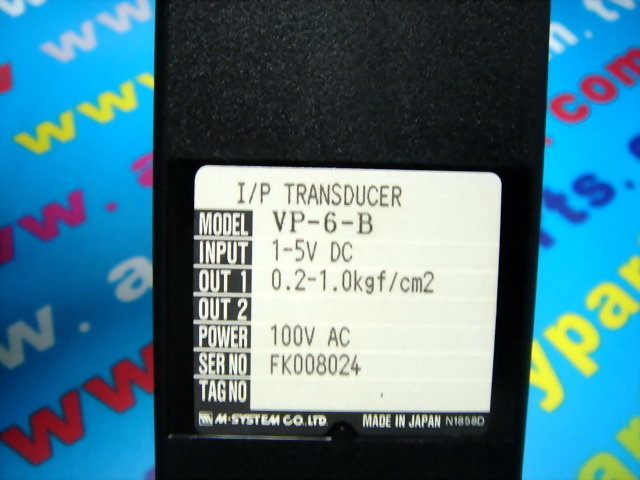 I/P TRANSDUCER
MODEL VP-6-B
INPUT 1-5V DC
OUT 1 0.2-1.0kgf/cm2
OUT 2
POWER 100V AC
SER NO FK008024
TAG NO
M-SYSTEM CO.,LTD. MADE IN JAPAN N1858D